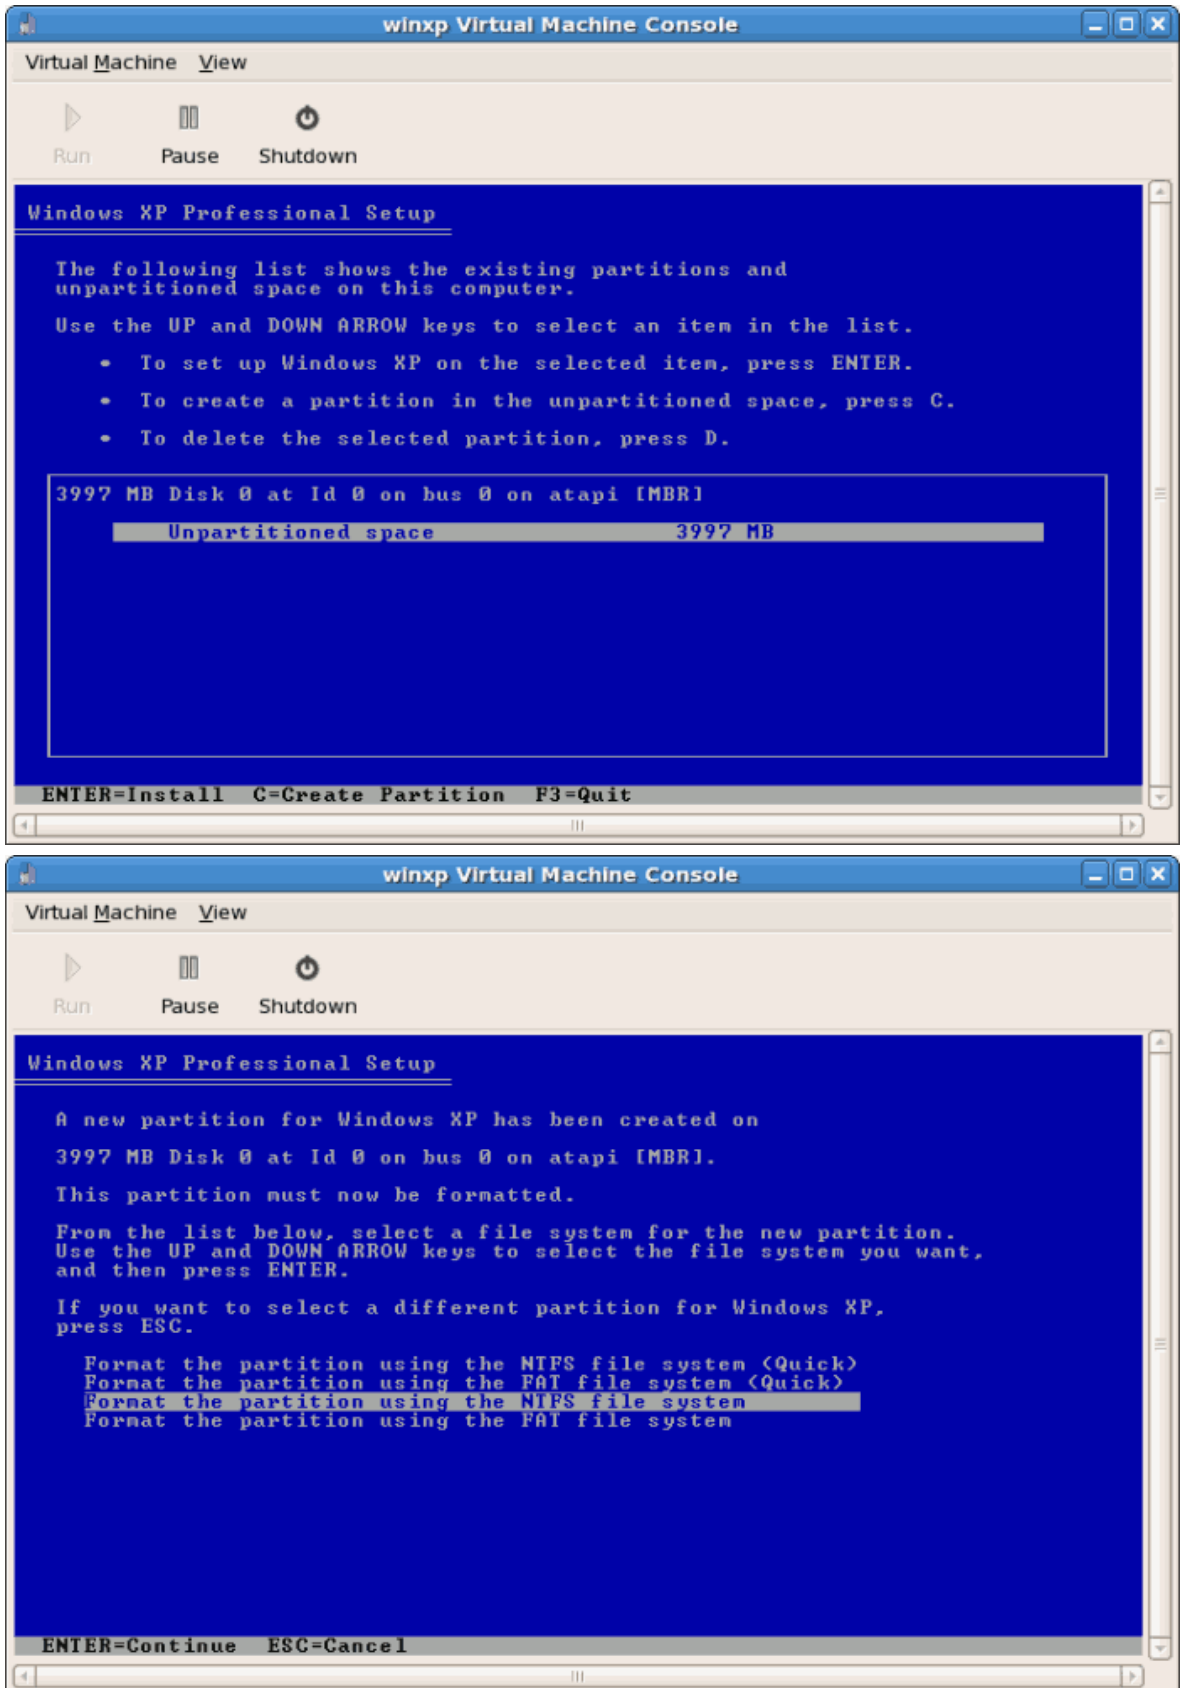 winxp Virtual Machine Console
Virtual Machine View
Run Pause Shutdown
Windows XP Professional Setup
The following list shows the existing partitions and
unpartitioned space on this computer.
Use the UP and DOWN ARROW keys to select an item in the list.
• To set up Windows XP on the selected item, press ENTER.
• To create a partition in the unpartitioned space, press C.
• To delete the selected partition, press D.
3997 MB Disk 0 at Id 0 on bus 0 on atapi [MBR]
Unpartitioned space 3997 MB
ENTER=Install C=Create Partition F3=Quit
winxp Virtual Machine Console
Virtual Machine View
Run Pause Shutdown
Windows XP Professional Setup
A new partition for Windows XP has been created on
3997 MB Disk 0 at Id 0 on bus 0 on atapi [MBR].
This partition must now be formatted.
From the list below, select a file system for the new partition.
Use the UP and DOWN ARROW keys to select the file system you want,
and then press ENTER.
If you want to select a different partition for Windows XP,
press ESC.
Format the partition using the NTFS file system (Quick)
Format the partition using the FAT file system (Quick)
Format the partition using the NTFS file system
Format the partition using the FAT file system
ENTER=Continue ESC=Cancel